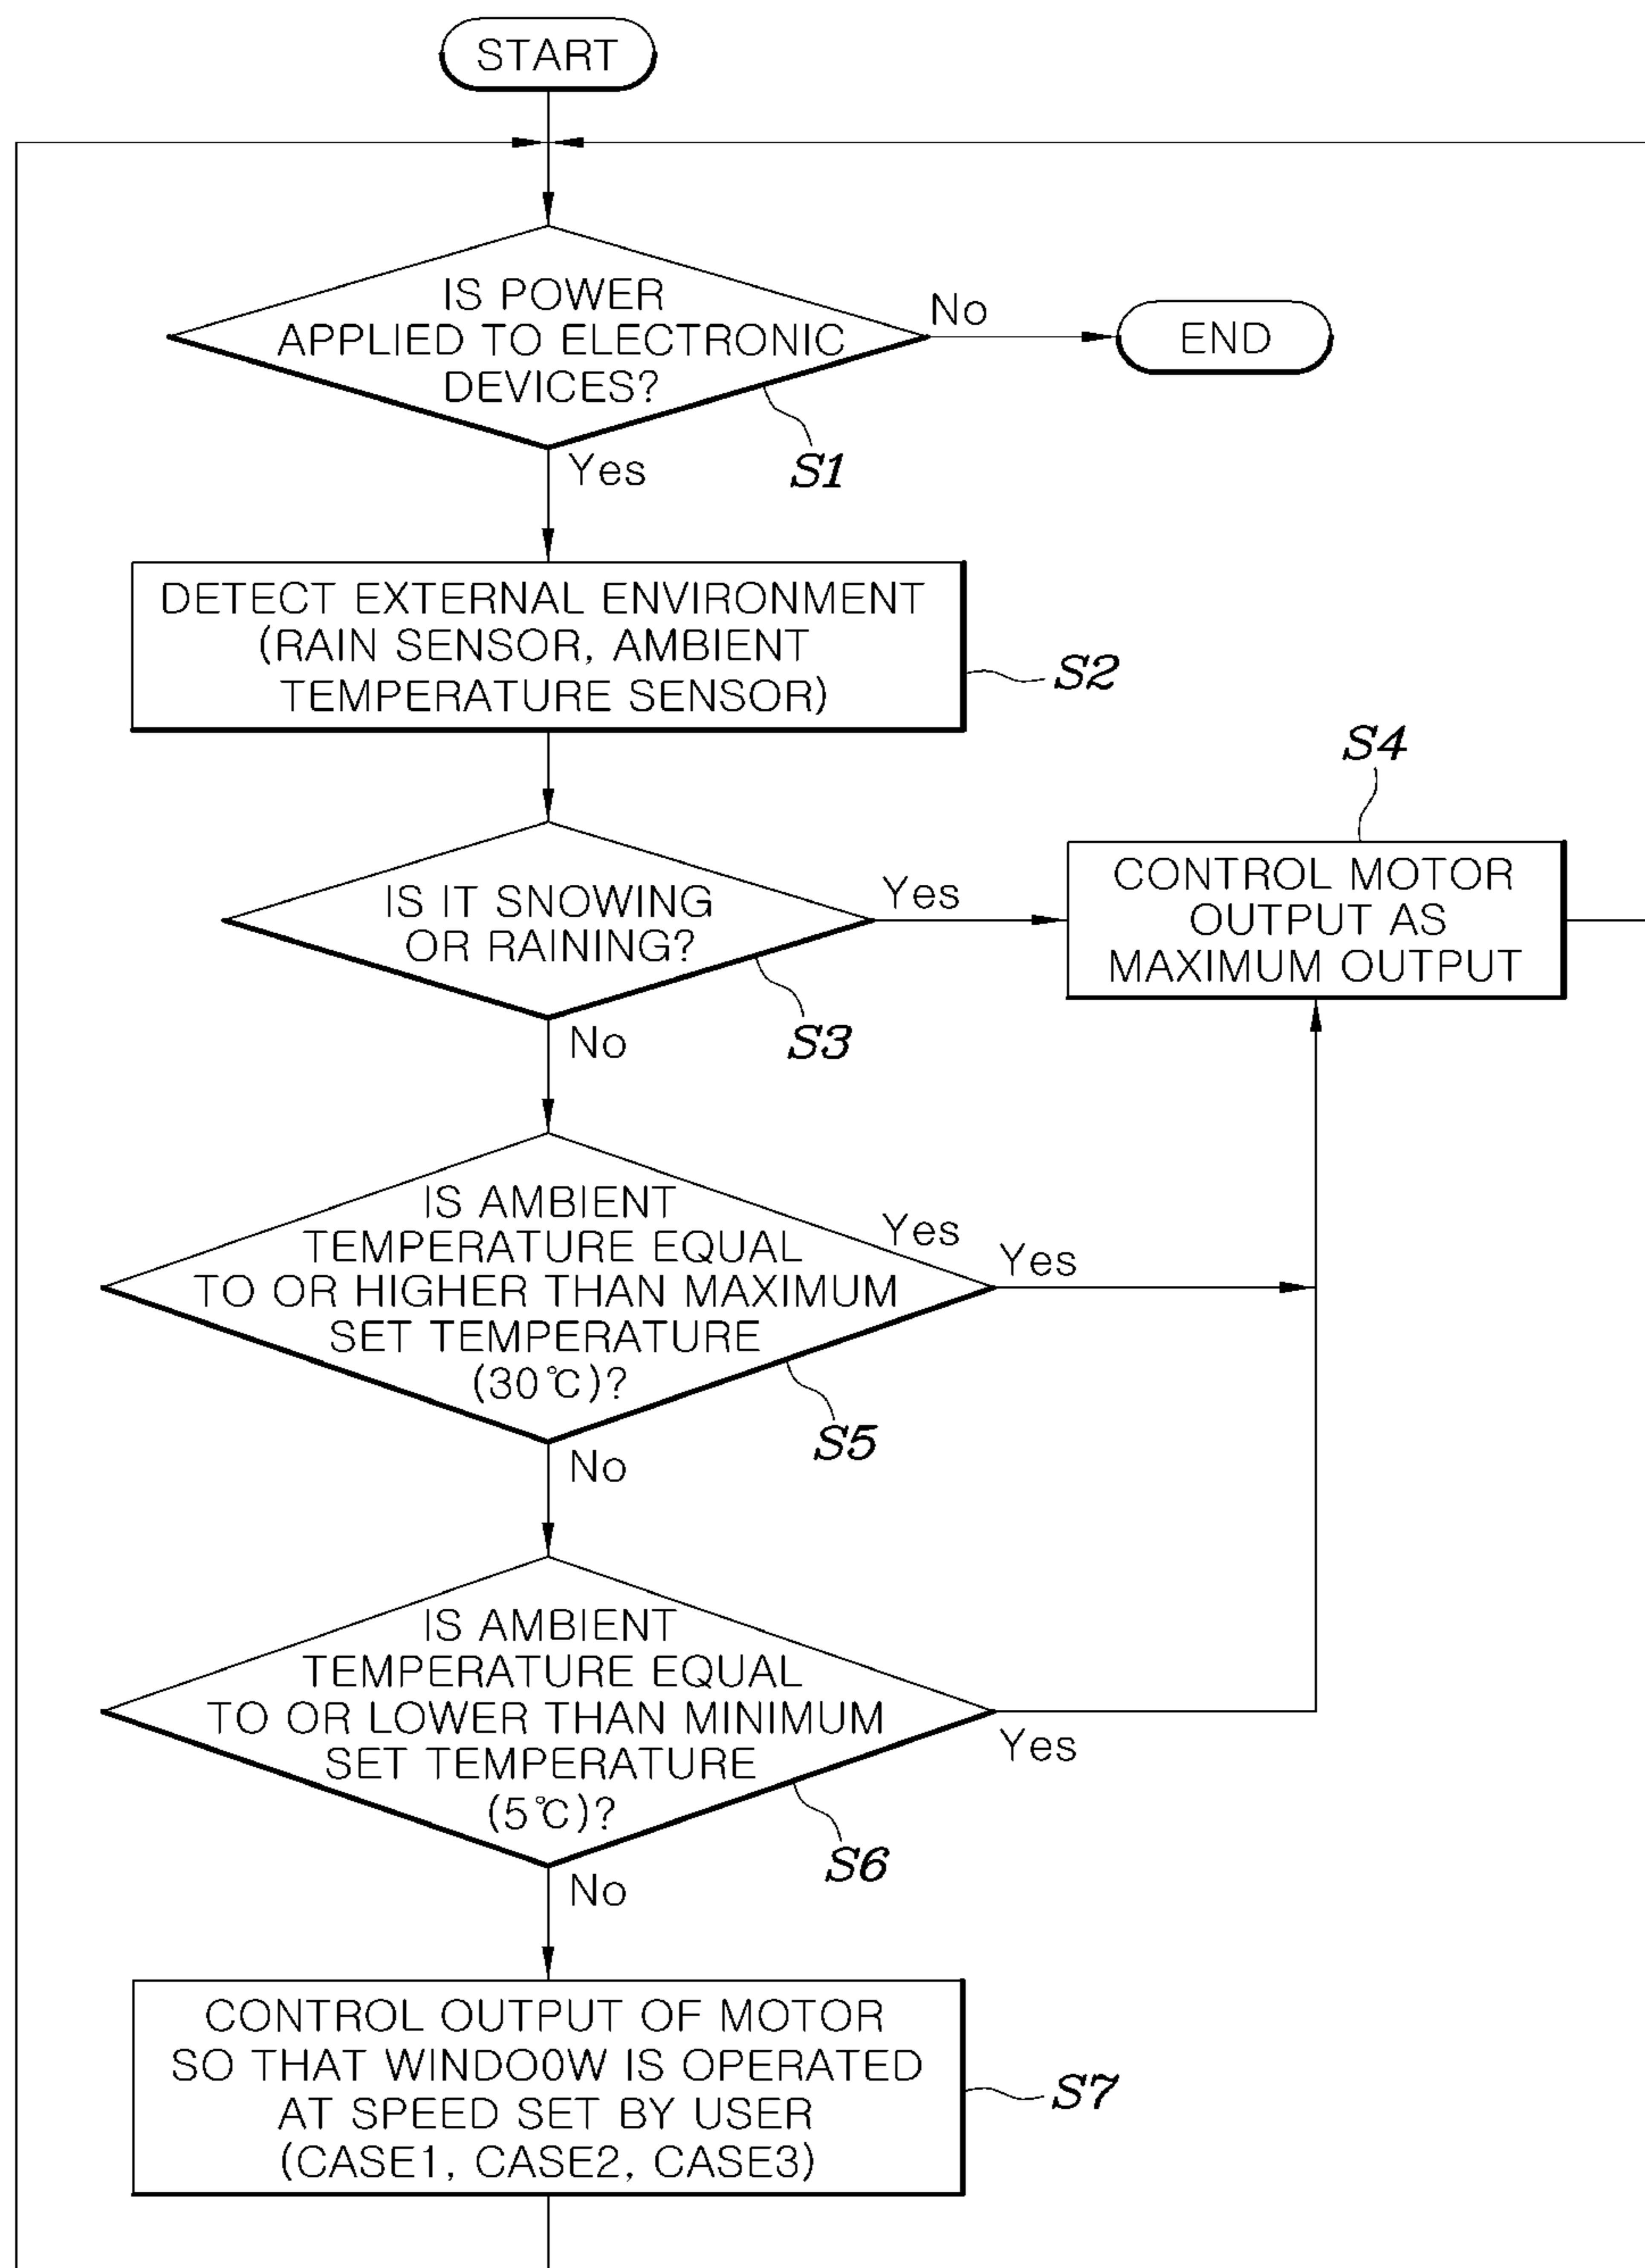 START
IS POWER
APPLIED TO ELECTRONIC
DEVICES?
No
END
S1
Yes
DETECT EXTERNAL ENVIRONMENT
(RAIN SENSOR, AMBIENT
TEMPERATURE SENSOR)
S2
S4
IS IT SNOWING
OR RAINING?
Yes
CONTROL MOTOR
OUTPUT AS
MAXIMUM OUTPUT
S3
No
IS AMBIENT
TEMPERATURE EQUAL
TO OR HIGHER THAN MAXIMUM
SET TEMPERATURE
(30℃)?
Yes
Yes
S5
No
IS AMBIENT
TEMPERATURE EQUAL
TO OR LOWER THAN MINIMUM
SET TEMPERATURE
(5℃)?
Yes
S6
No
CONTROL OUTPUT OF MOTOR
SO THAT WINDO0W IS OPERATED
AT SPEED SET BY USER
(CASE1, CASE2, CASE3)
S7